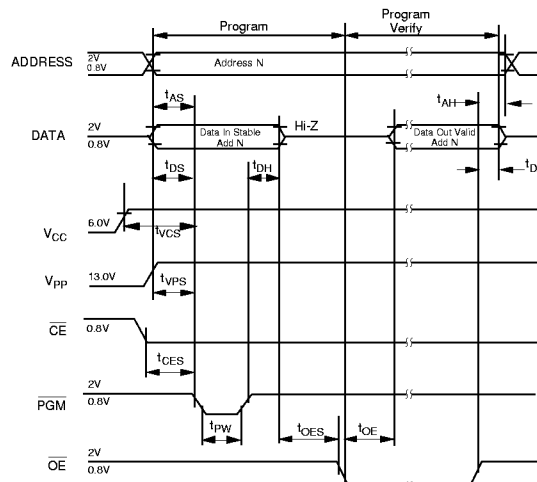 Program
Program
Verify
ADDRESS
2V
0.8V
Address N
tAS
tAH
DATA
2V
0.8V
Data In Stable
Add N
Hi-Z
Data Out Valid
Add N
tDS
tDH
tD
VCC
6.0V
tVCS
VPP
13.0V
tVPS
CE
0.8V
tCES
PGM
2V
0.8V
tPW
tOES
tOE
OE
2V
0.8V